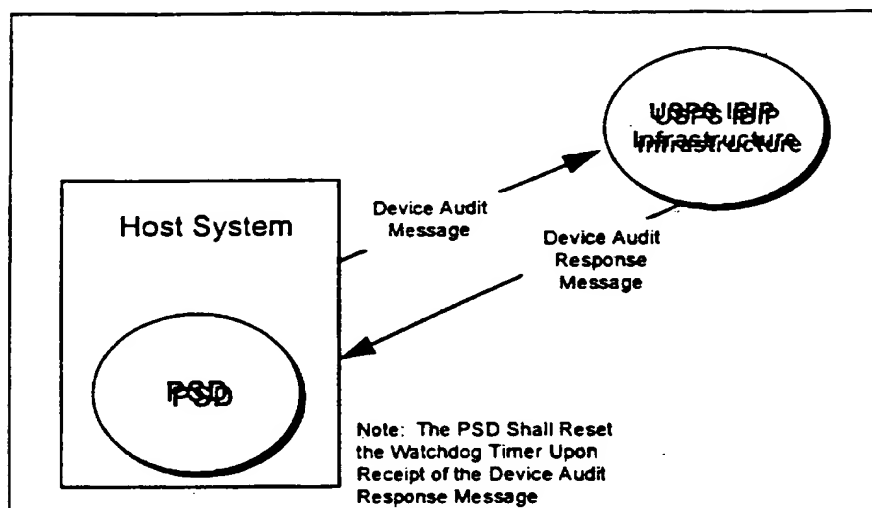 USPS IBIP
Infrastructure
Host System
Device Audit
Message
Device Audit
Response
Message
PSD
Note: The PSD Shall Reset
the Watchdog Timer Upon
Receipt of the Device Audit
Response Message